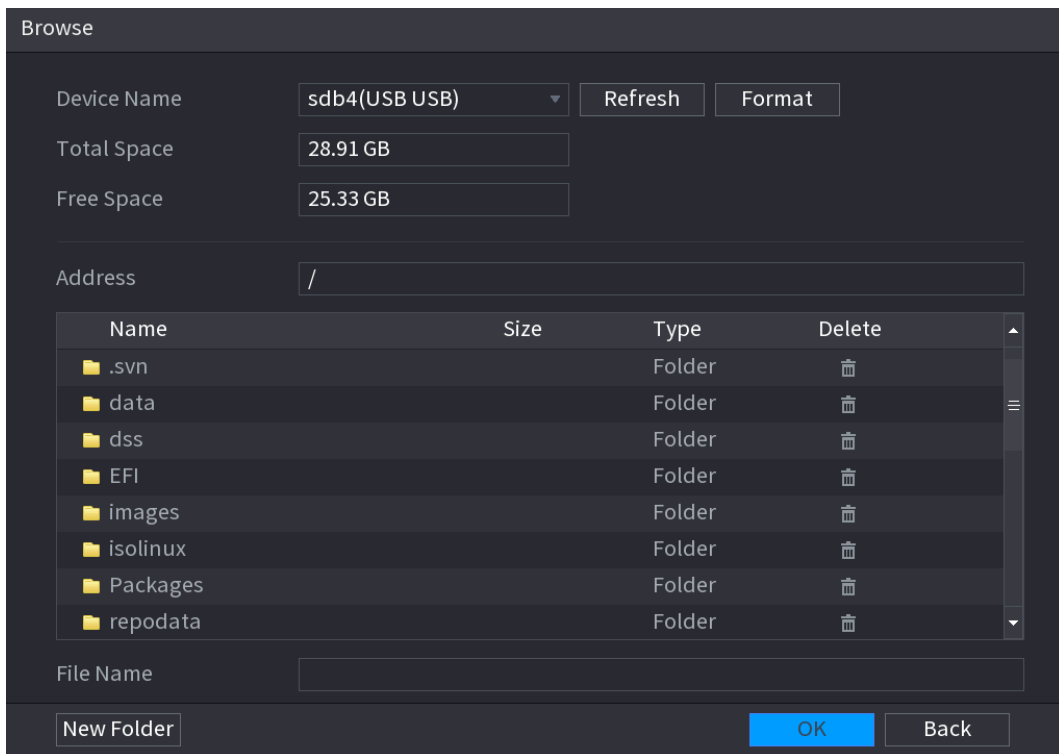 Browse
Device Name sdb4(USB USB) Refresh Format
Total Space 28.91 GB
Free Space 25.33 GB
Address /
Name Size Type Delete
.svn Folder
data Folder
dss Folder
EFI Folder
images Folder
isolinux Folder
Packages Folder
repodata Folder
File Name
New Folder OK Back